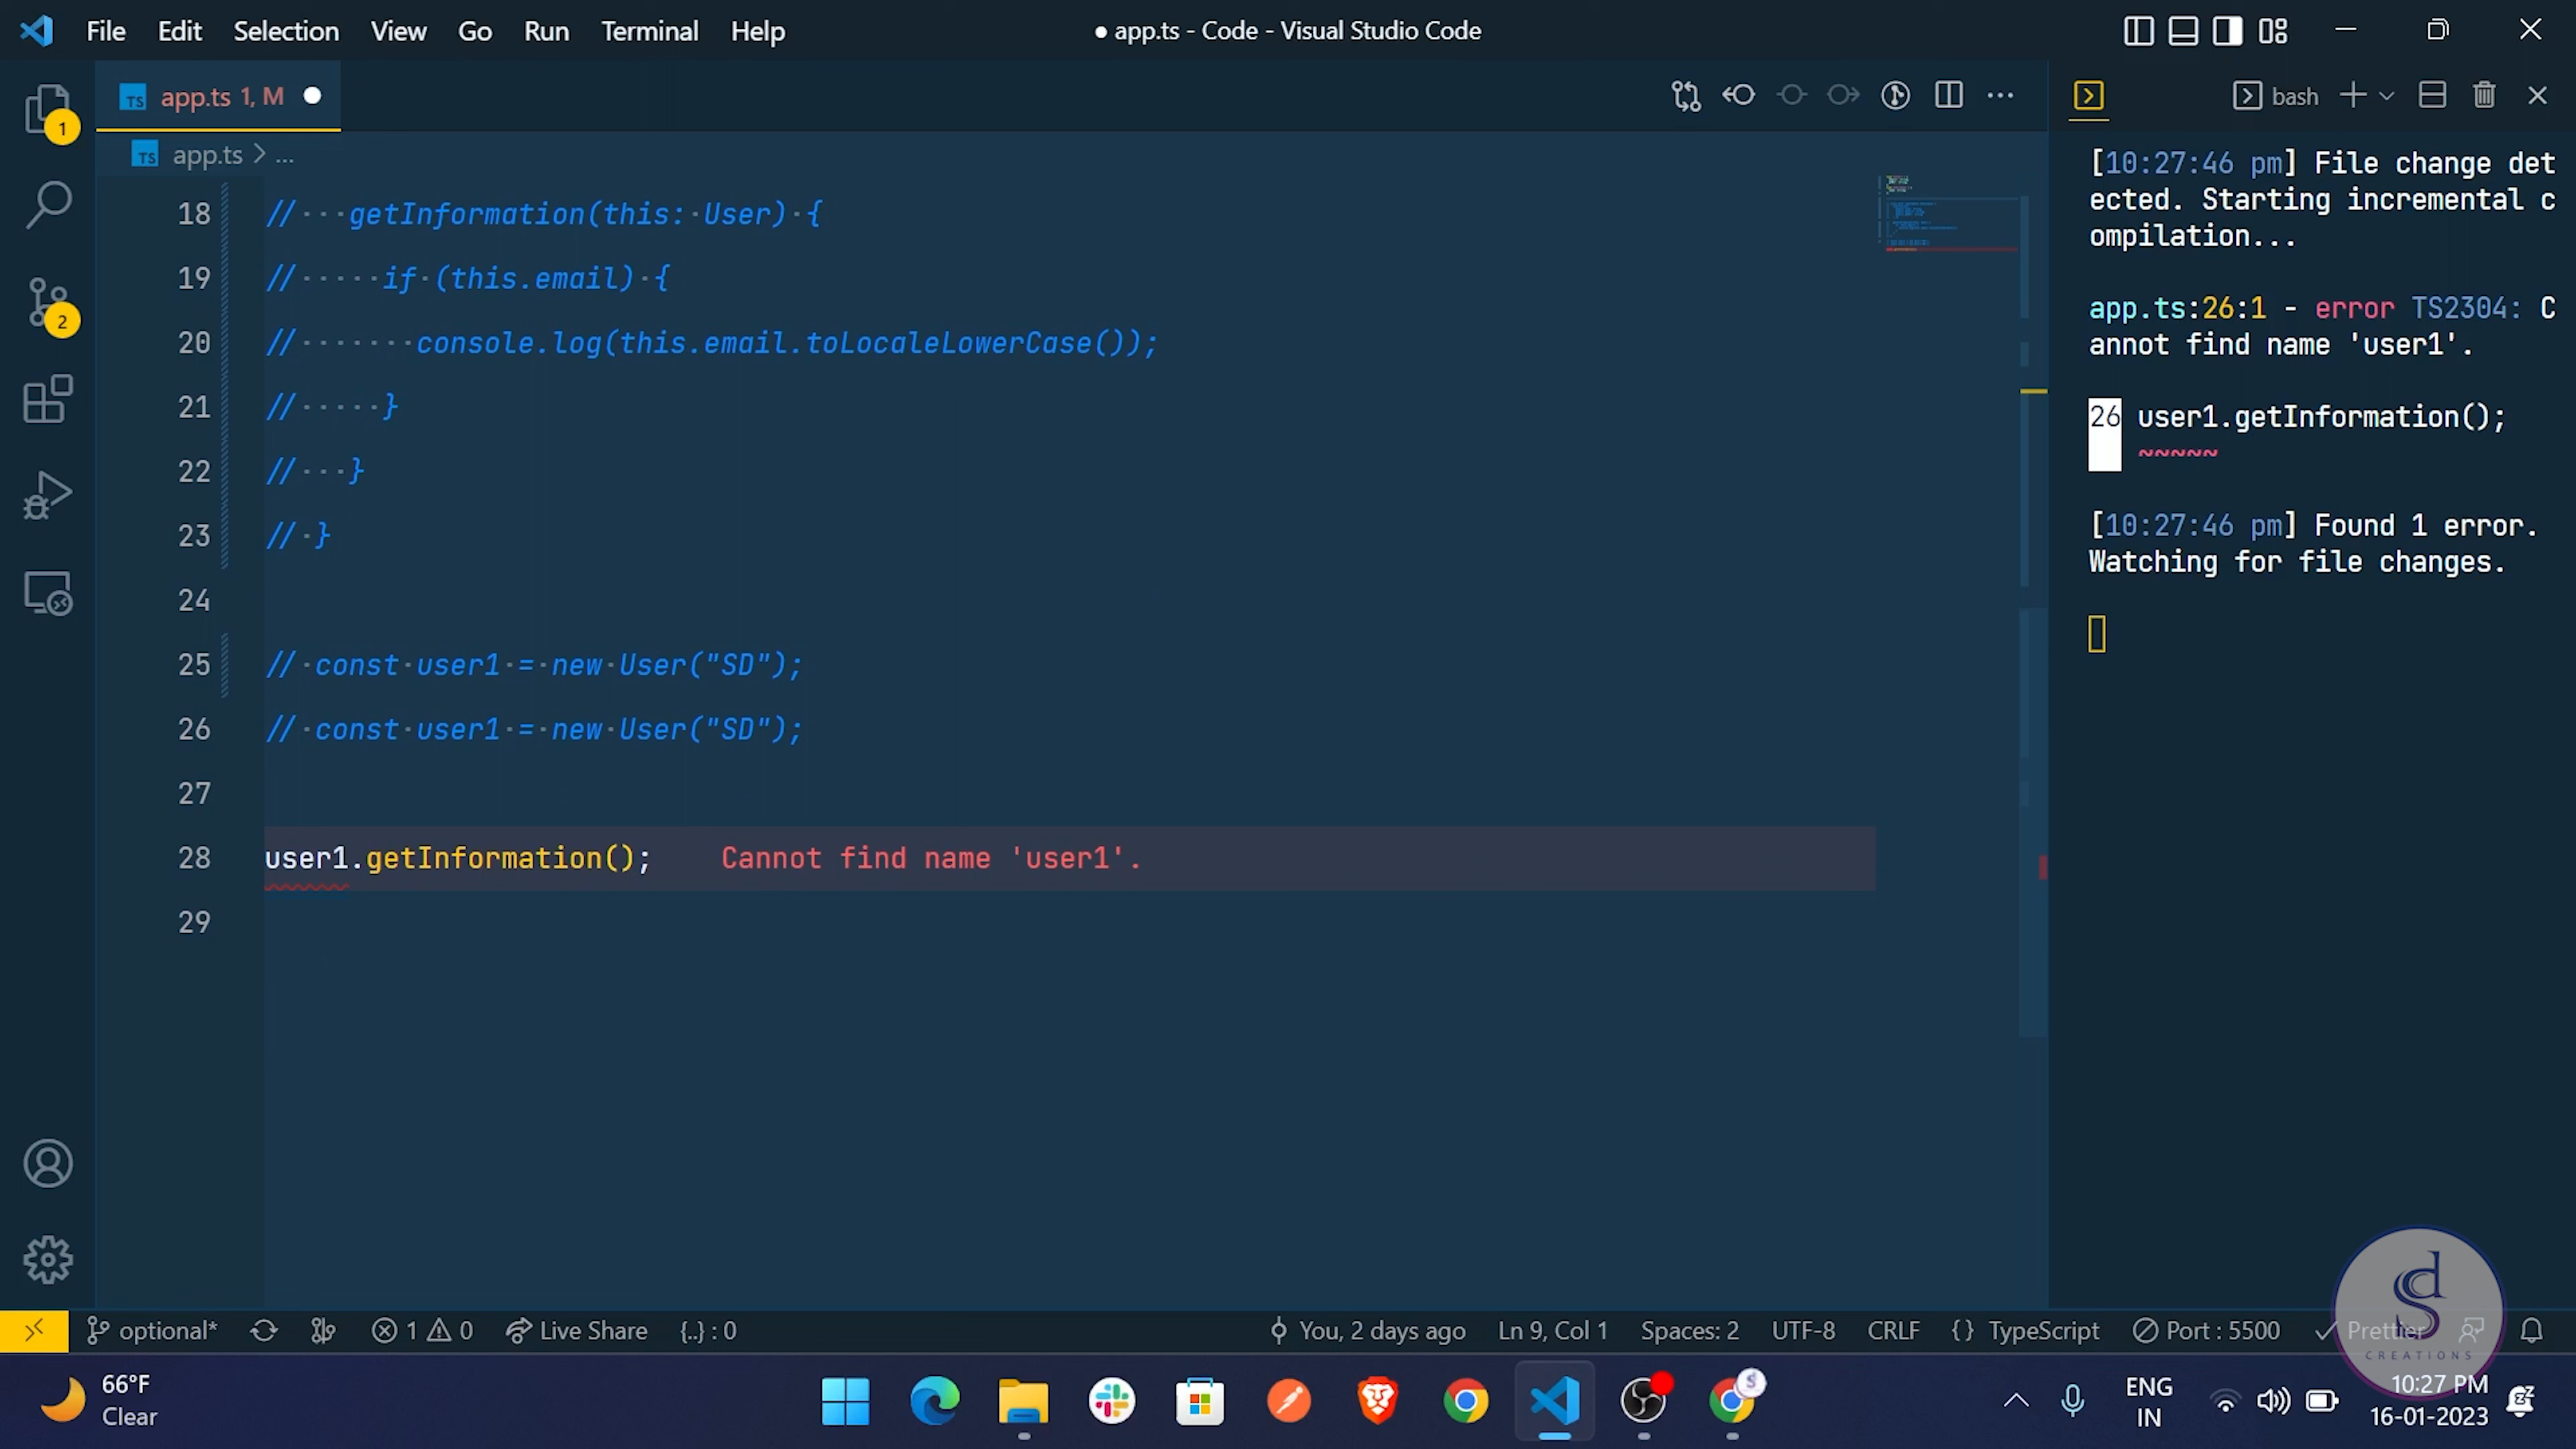 File Edit Selection View Go Run Terminal Help
● app.ts - Code - Visual Studio Code
TS app.ts 1, M
TS app.ts > ...
18 //   getInformation(this: User) {
19 //     if (this.email) {
20 //       console.log(this.email.toLocaleLowerCase());
21 //     }
22 //   }
23 // }
24
25 // const user1 = new User("SD");
26 // const user1 = new User("SD");
27
28 user1.getInformation(); Cannot find name 'user1'.
29
1
2
bash
[10:27:46 pm] File change det
ected. Starting incremental c
ompilation...
app.ts:26:1 - error TS2304: C
annot find name 'user1'.
26 user1.getInformation();
~~~~~
[10:27:46 pm] Found 1 error.
Watching for file changes.
optional* 1 0 Live Share {..} : 0
You, 2 days ago Ln 9, Col 1 Spaces: 2 UTF-8 CRLF {} TypeScript Port : 5500 Prettier
CREATIONS
66°F
Clear
ENG
IN
10:27 PM
16-01-2023